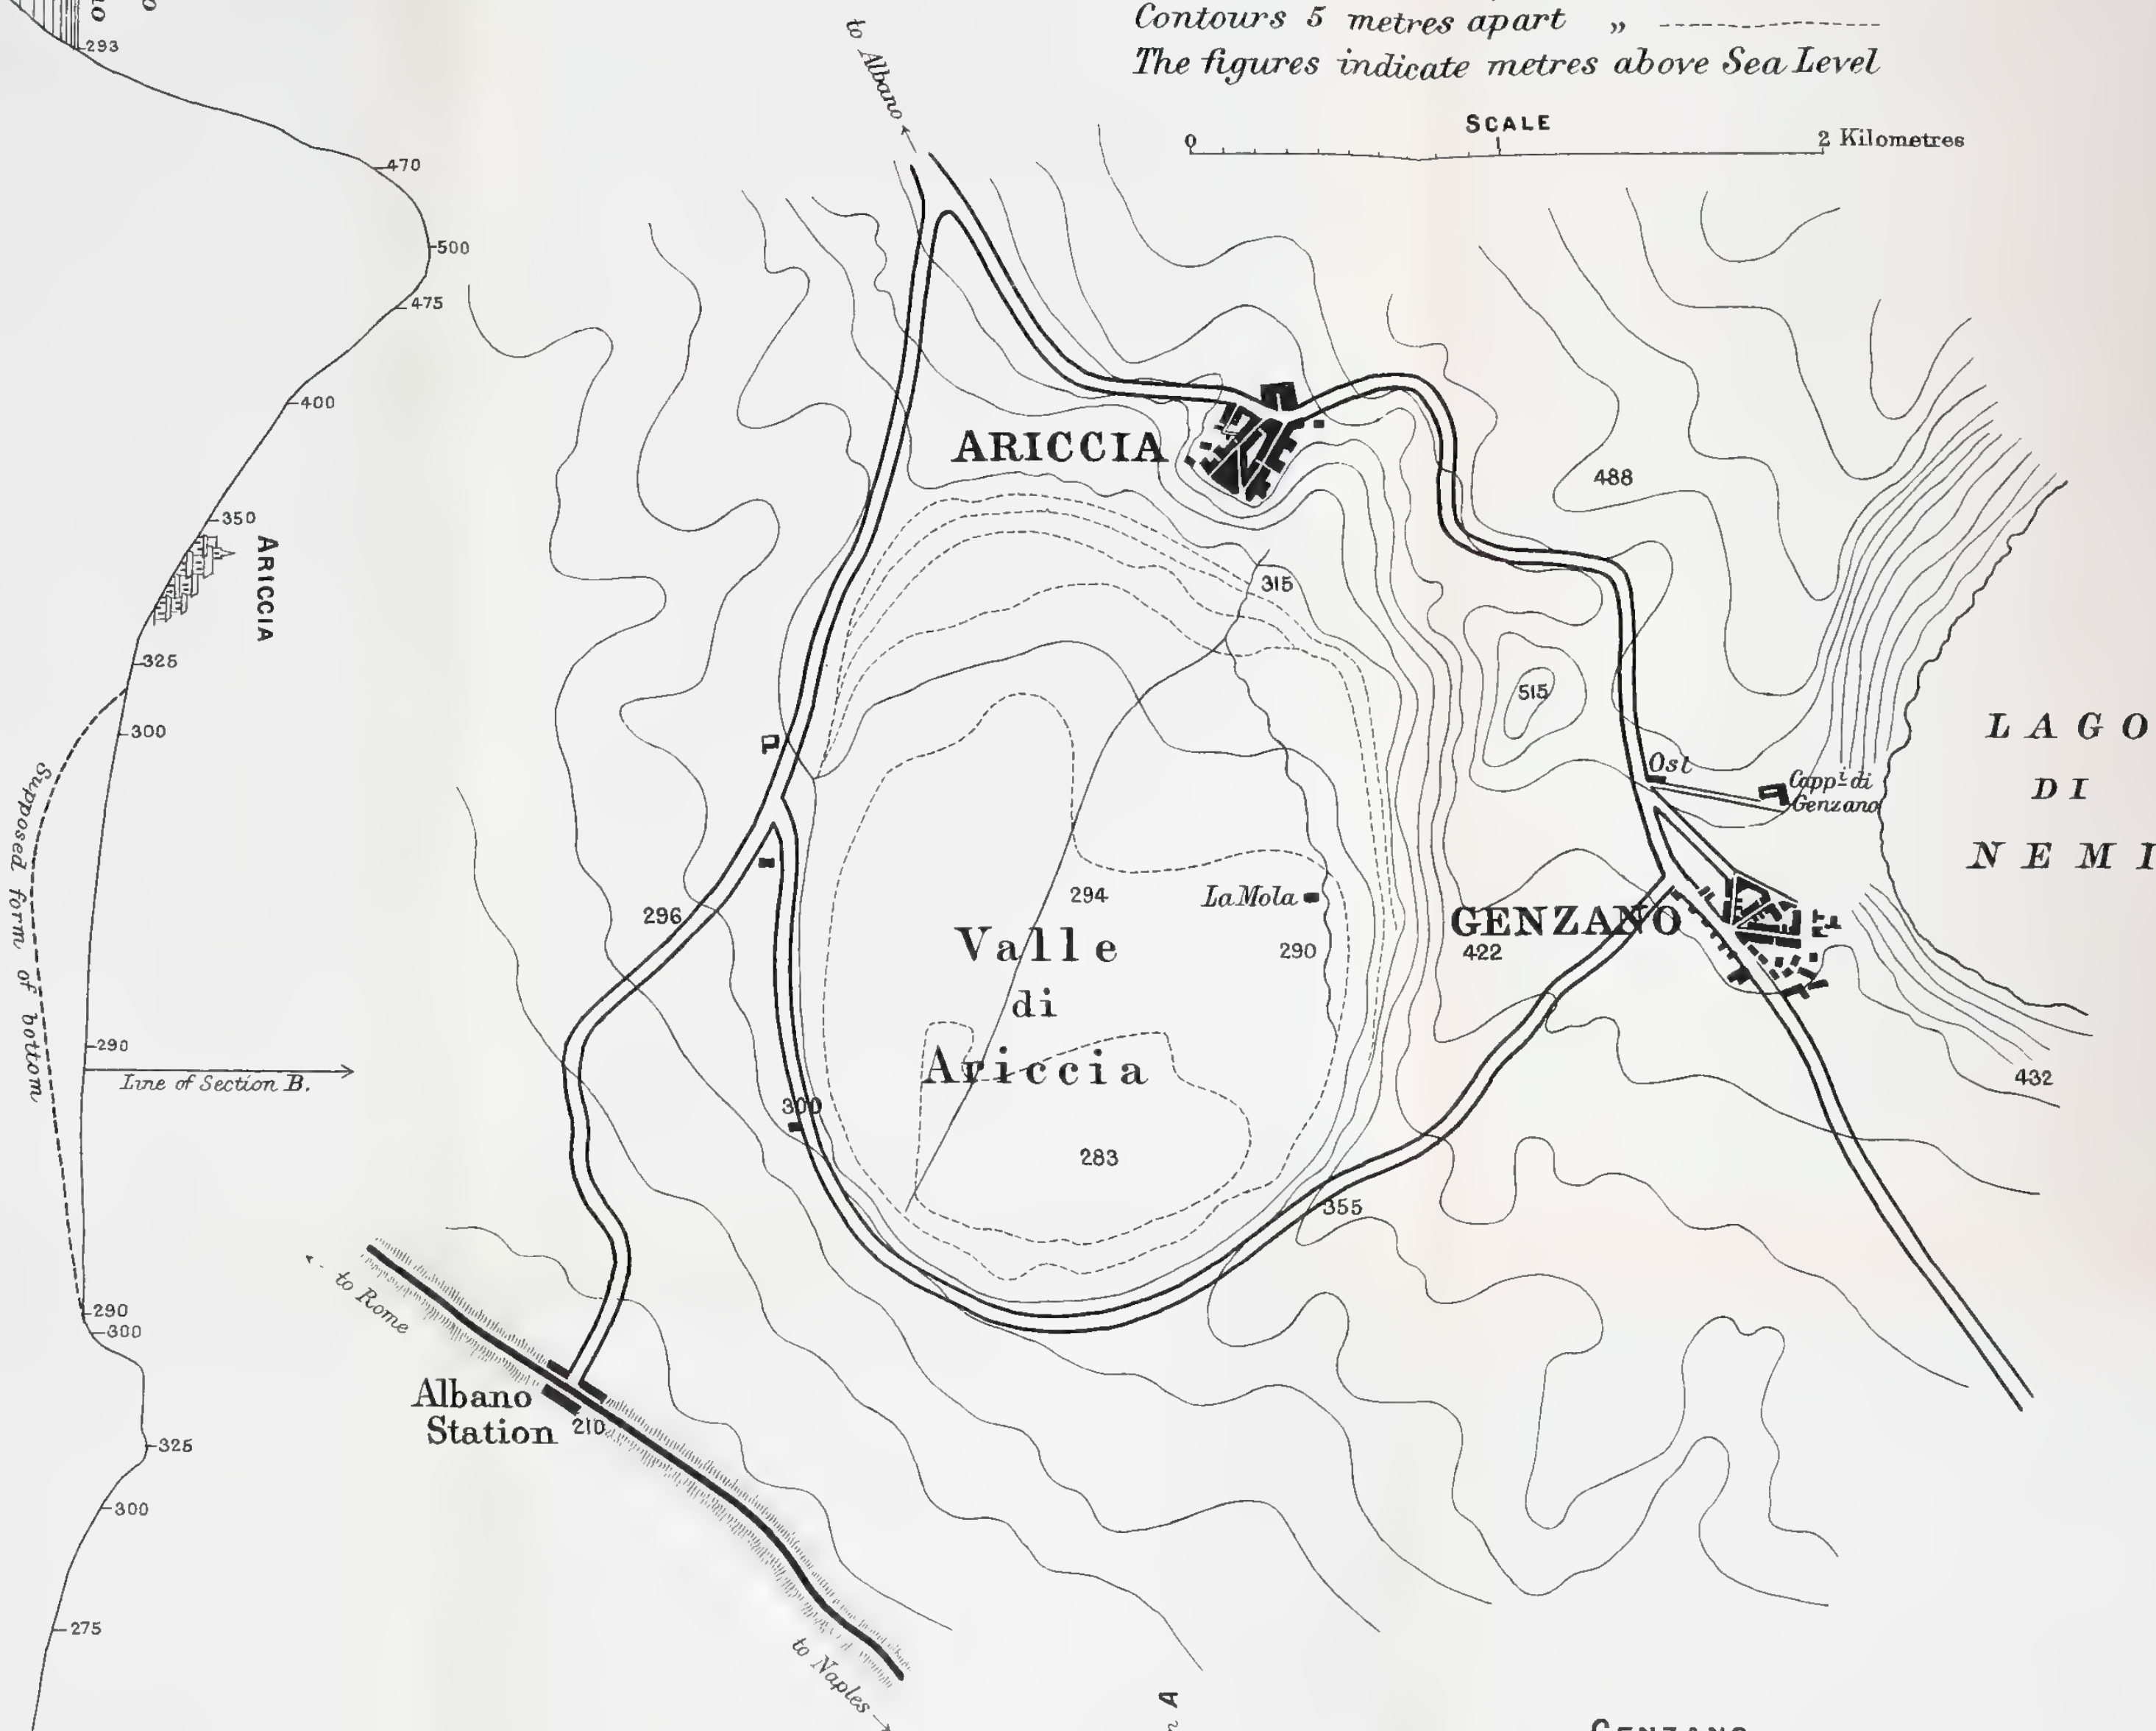 Contours 5 metres apart „
The figures indicate metres above Sea Level
SCALE
0 2 Kilometres
to Albano
293
470
500
475
400
350
ARICCIA
325
300
Supposed form of bottom
290
Line of Section B.
290
300
325
300
275
ARICCIA
488
315
515
Ost
Capp¹ di
Genzano
LAGO
DI
NEMI
296
294
La Mola
290
GENZANO
422
Valle
di
Ariccia
300
283
355
432
to Rome
Albano
Station
210
to Naples
A
GENZANO